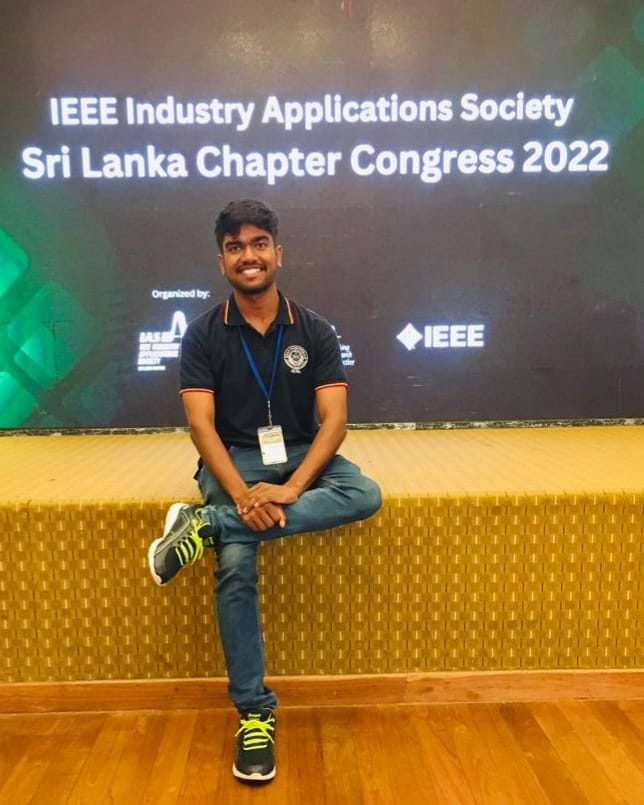 IEEE Industry Applications Society
Sri Lanka Chapter Congress 2022
Organized by:
IEEE